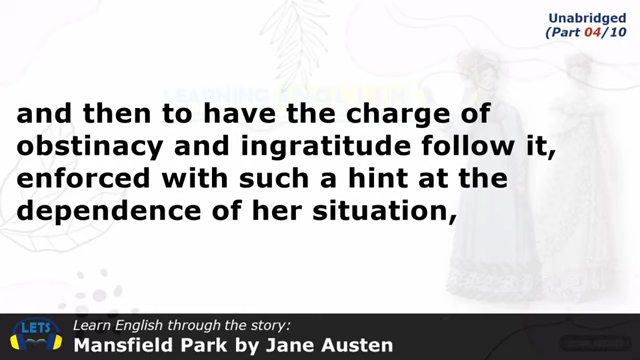 Unabridged
(Part 04/10
and then to have the charge of
obstinacy and ingratitude follow it,
enforced with such a hint at the
dependence of her situation,
LETS
Learn English through the story:
Mansfield Park by Jane Austen